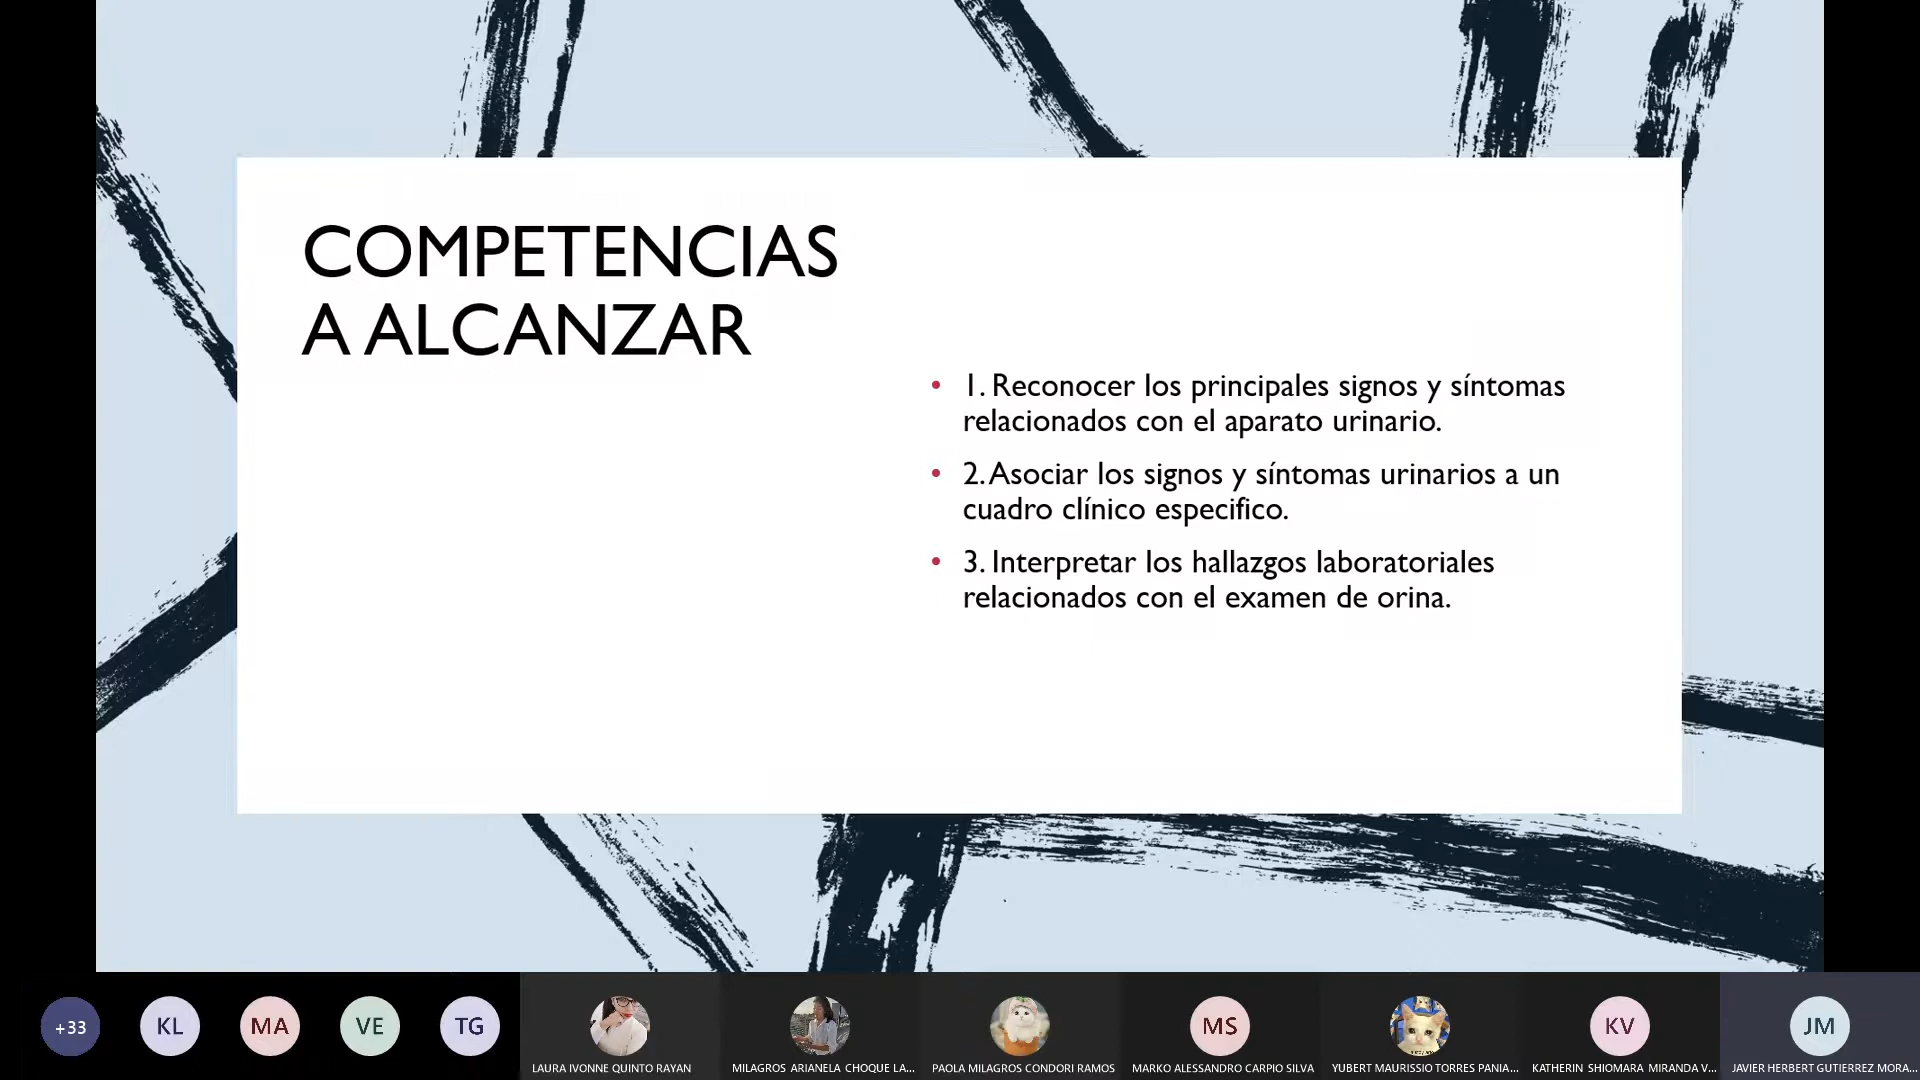 COMPETENCIAS
A ALCANZAR
• 1. Reconocer los principales signos y síntomas
relacionados con el aparato urinario.
• 2. Asociar los signos y síntomas urinarios a un
cuadro clínico especifico.
• 3. Interpretar los hallazgos laboratoriales
relacionados con el examen de orina.
+33
KL
MA
VE
TG
MS
KV
JM
LAURA IVONNE QUINTO RAYAN
MILAGROS ARIANELA CHOQUE LA...
PAOLA MILAGROS CONDORI RAMOS
MARKO ALESSANDRO CARPIO SILVA
YUBERT MAURISSIO TORRES PANIA...
KATHERIN SHIOMARA MIRANDA V...
JAVIER HERBERT GUTIERREZ MORA...